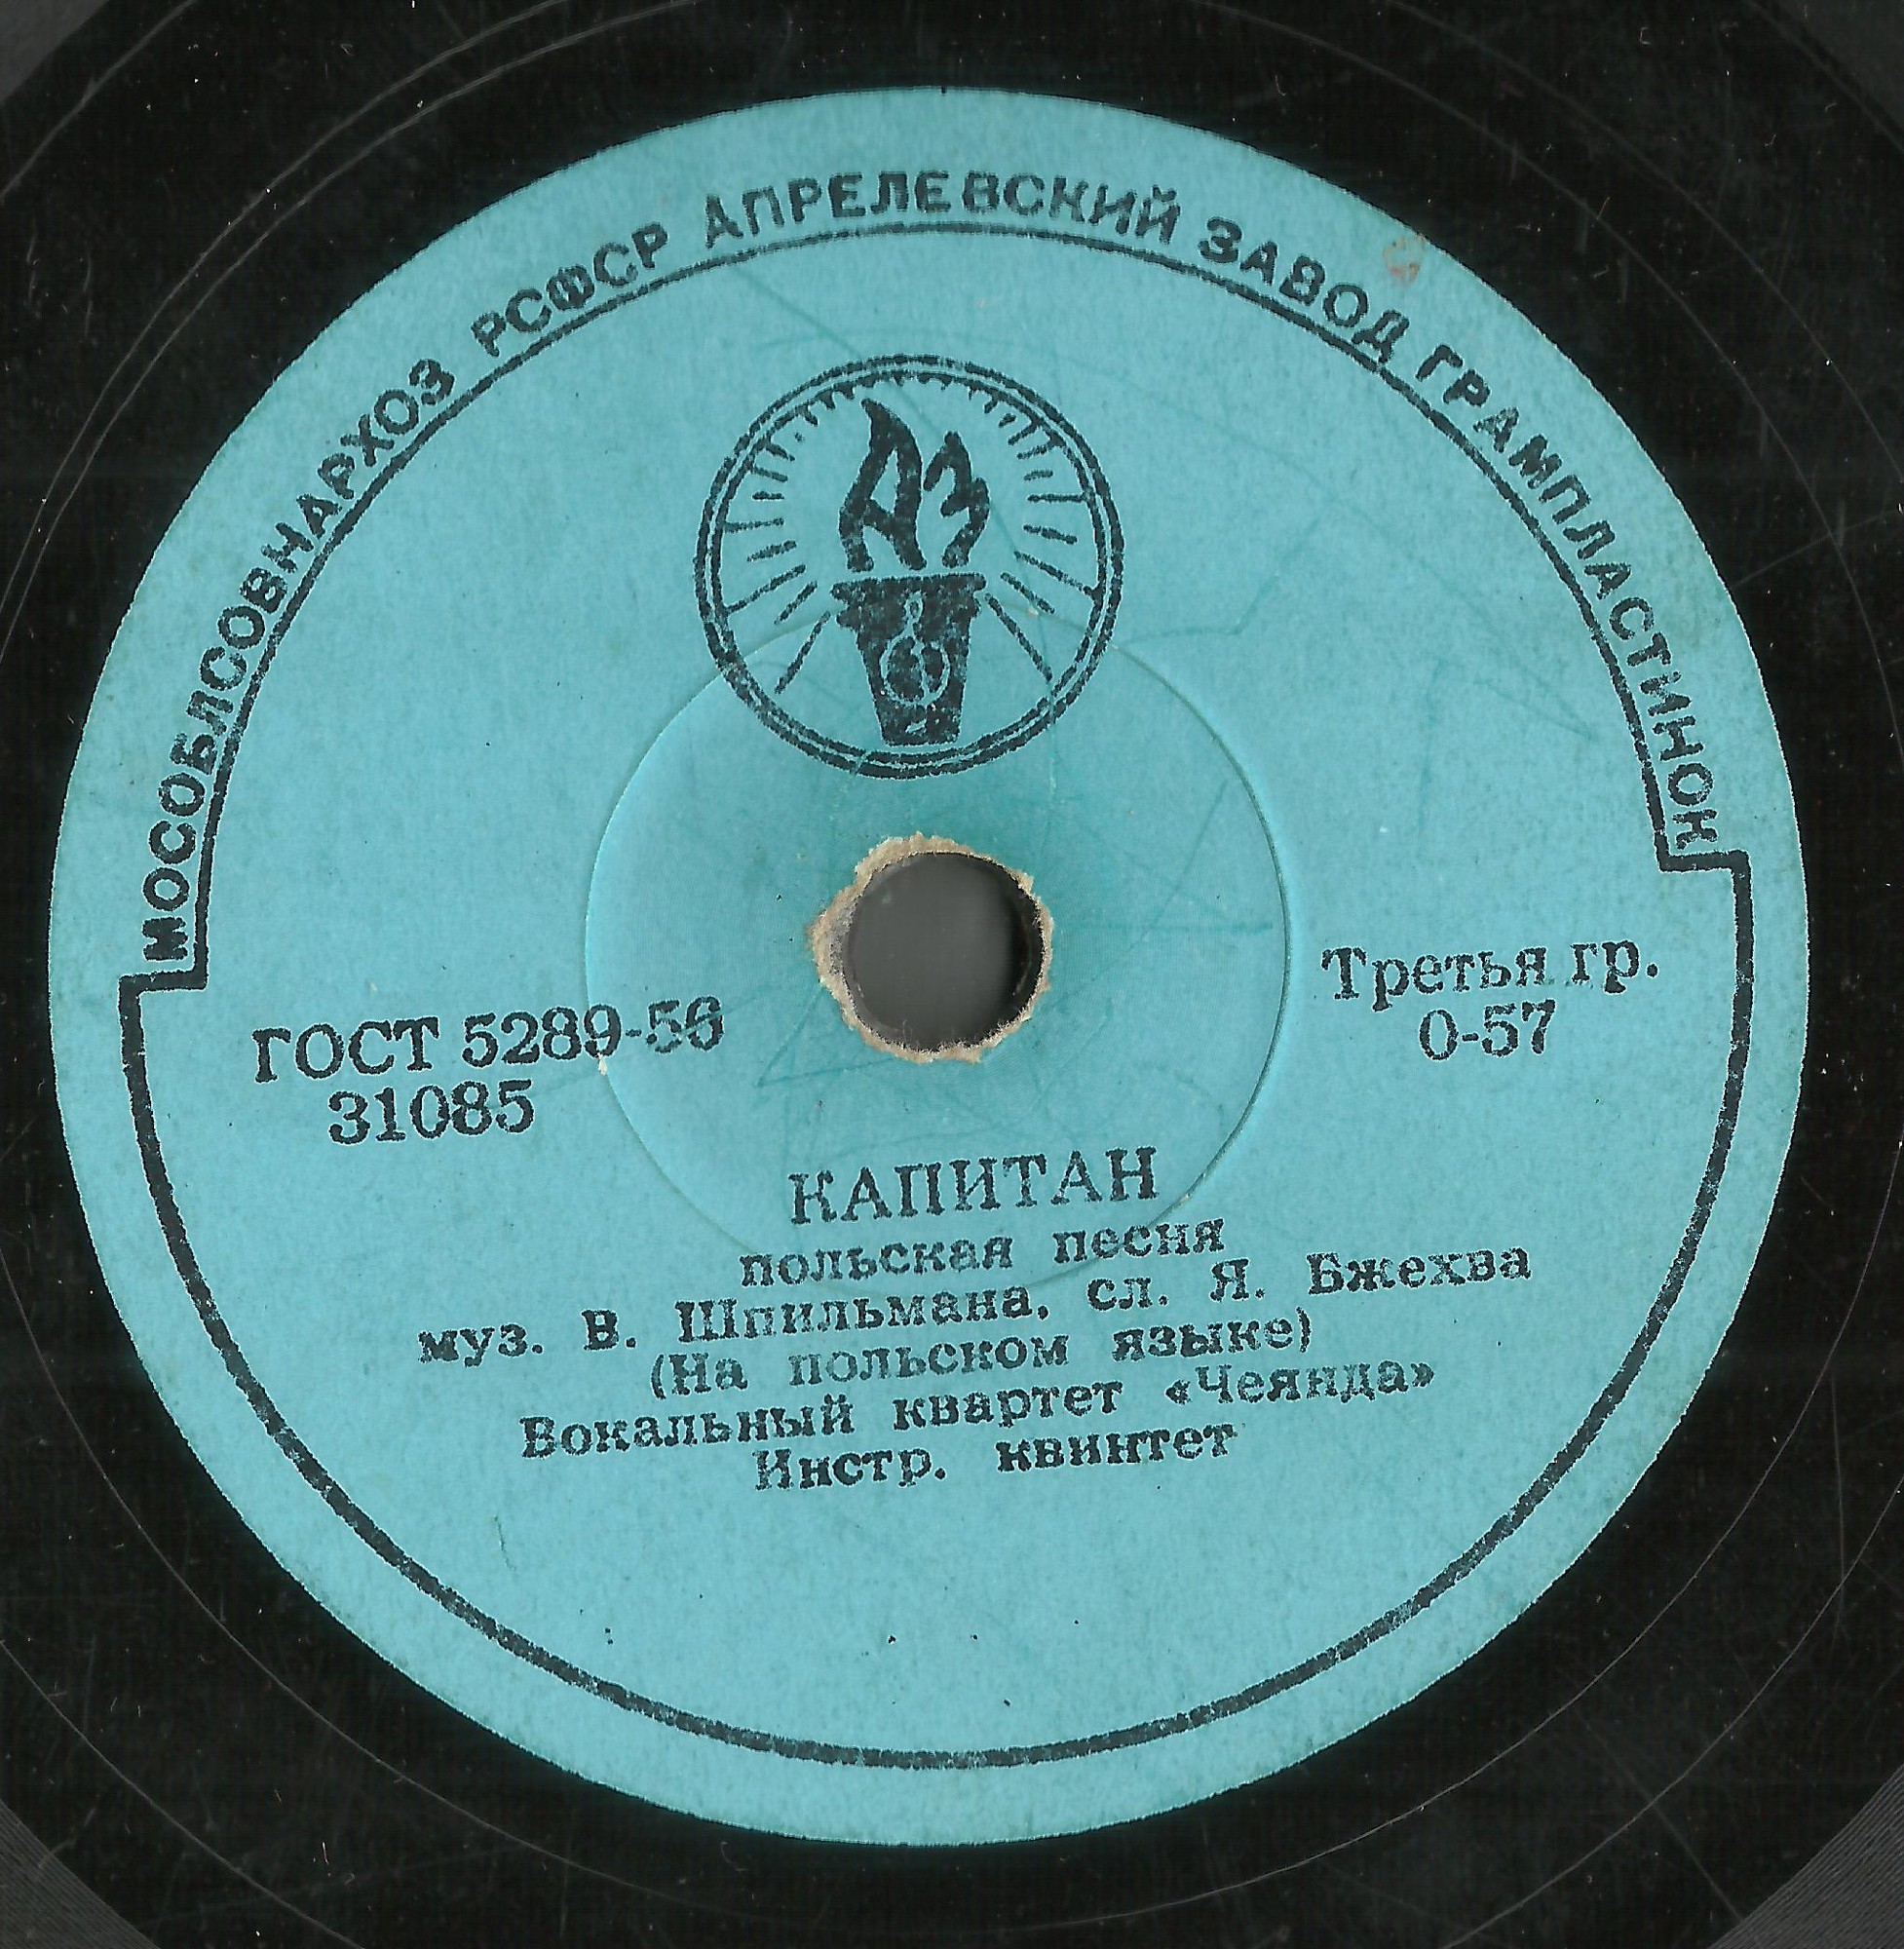 МОСОБЛСОВНАРХОЗ РСФСР АПРЕЛЕВСКИЙ ЗАВОД ГРАМПЛАСТИНОК
АЗ
ГОСТ 5289-56
31085
Третья гр.
0-57
КАПИТАН
польская песня
муз. В. Шпильмана, сл. Я. Бжехва
(На польском языке)
Вокальный квартет «Чеянда»
Инстр. квинтет